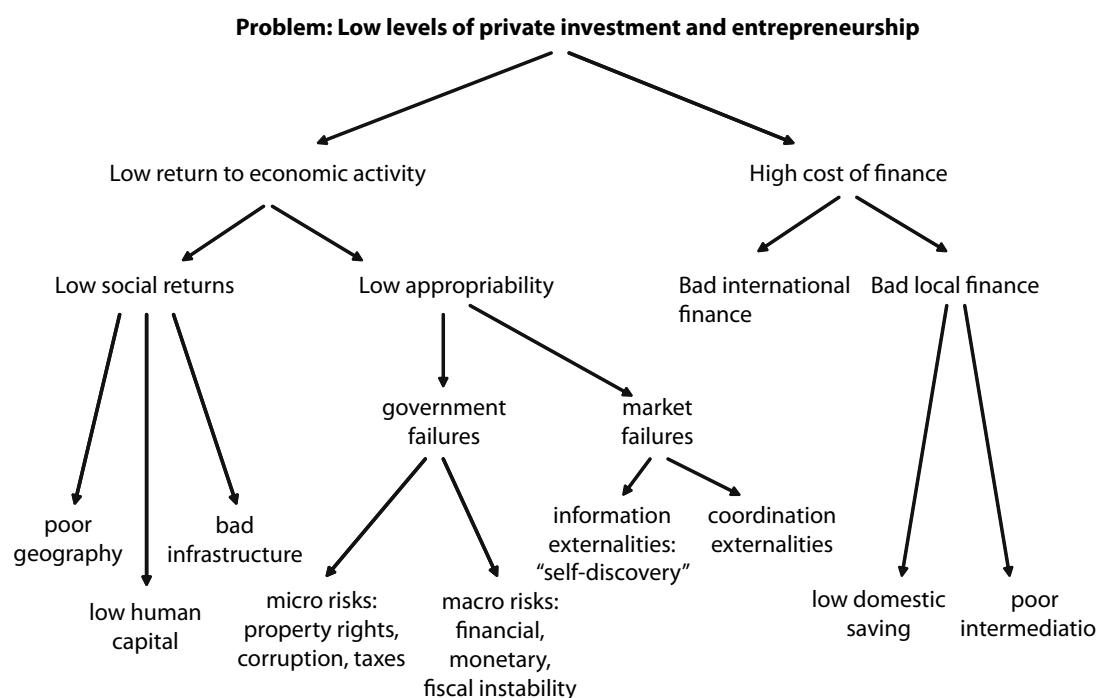 Problem: Low levels of private investment and entrepreneurship
Low return to economic activity
High cost of finance
Low social returns
Low appropriability
Bad international
finance
Bad local finance
government
failures
market
failures
poor
geography
bad
infrastructure
low human
capital
micro risks:
property rights,
corruption, taxes
macro risks:
financial,
monetary,
fiscal instability
information
externalities:
“self-discovery”
coordination
externalities
low domestic
saving
poor
intermediatio